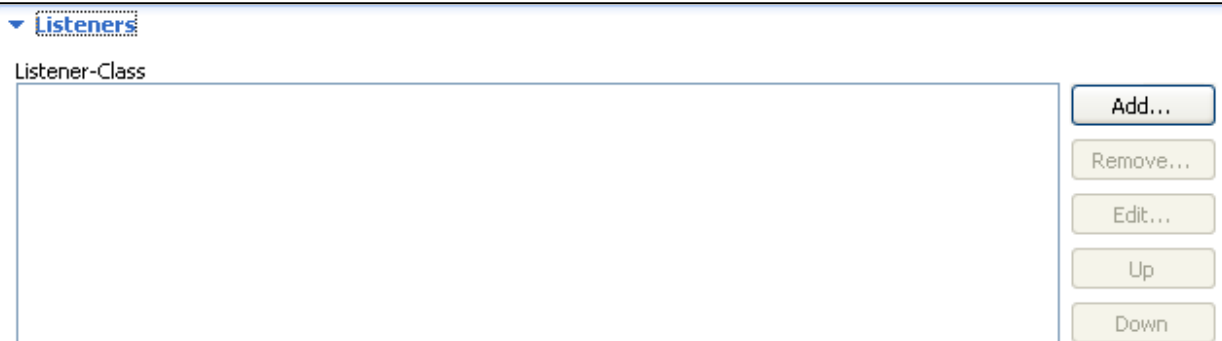 Listeners
Listener-Class
Add...
Remove...
Edit...
Up
Down